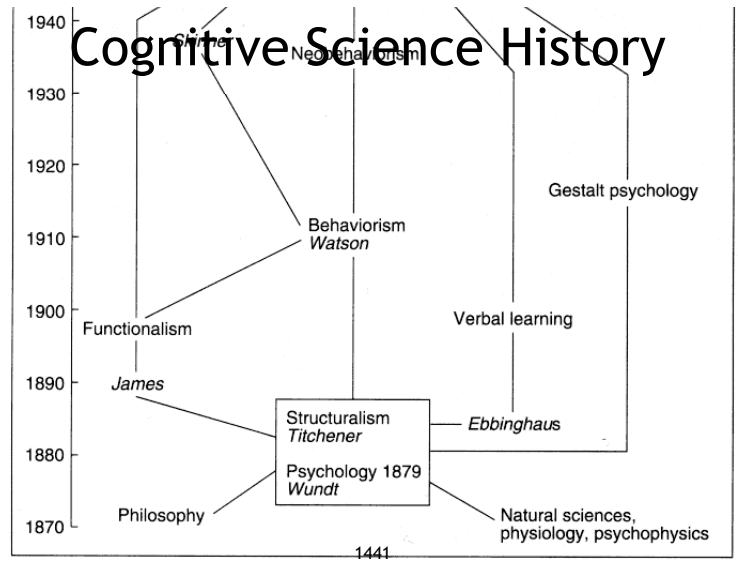 Cognitive Science History
1940
Skinner
Neobehaviorism
1930
1920
Gestalt psychology
Behaviorism
Watson
1910
1900
Functionalism
Verbal learning
1890
James
Structuralism
Titchener
Ebbinghaus
1880
Psychology 1879
Wundt
Philosophy
1870
Natural sciences,
physiology, psychophysics
1441